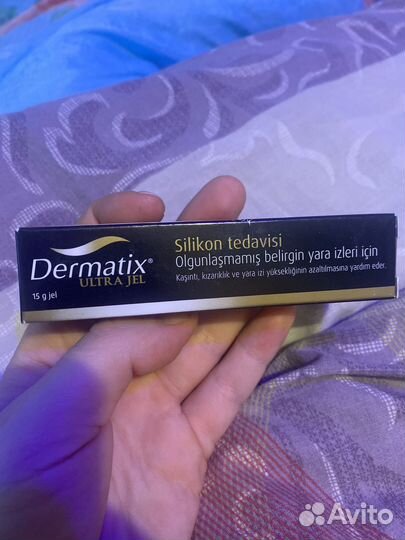 Dermatix®
ULTRA JEL
15 g jel
Silikon tedavisi
Olgunlaşmamış belirgin yara izleri için
Kaşıntı, kızarıklık ve yara izi yüksekliğinin azaltılmasına yardım eder.
Avito